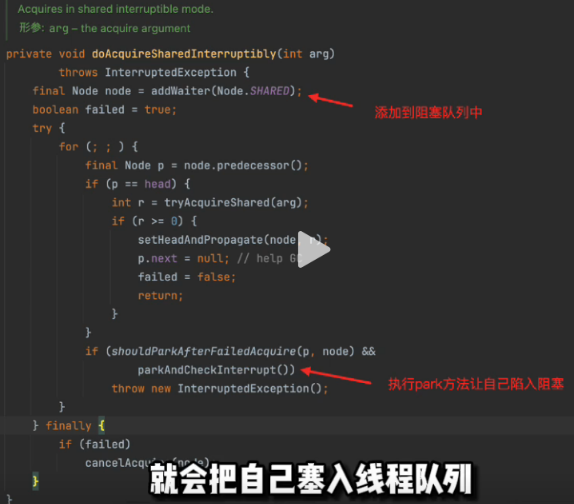 Acquires in shared interruptible mode.
形参: arg – the acquire argument
private void doAcquireSharedInterruptibly(int arg)
throws InterruptedException {
final Node node = addWaiter(Node.SHARED);
添加到阻塞队列中
boolean failed = true;
try {
for (; ; ) {
final Node p = node.predecessor();
if (p == head) {
int r = tryAcquireShared(arg);
if (r >= 0) {
setHeadAndPropagate(node, r);
p.next = null; // help
failed = false;
return;
}
}
if (shouldParkAfterFailedAcquire(p, node) &&
parkAndCheckInterrupt())
执行park方法让自己陷入阻塞
throw new InterruptedException();
}
} finally {
if (failed)
cancelAcquire(node)
}
就会把自己塞入线程队列
}